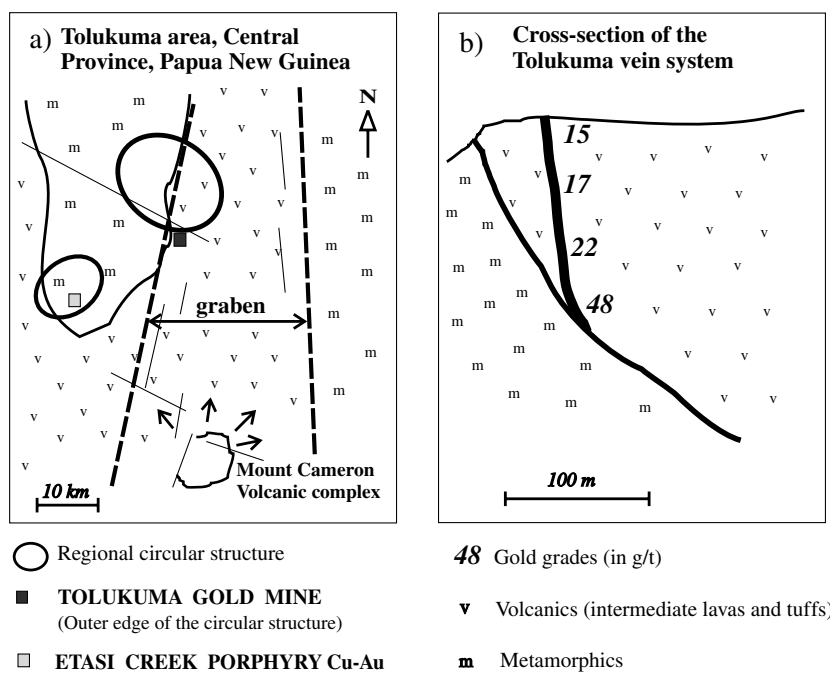 a) Tolukuma area, Central
Province, Papua New Guinea
N
graben
Mount Cameron
Volcanic complex
10 km
b) Cross-section of the
Tolukuma vein system
15
17
22
48
100 m
Regional circular structure
TOLUKUMA GOLD MINE
(Outer edge of the circular structure)
ETASI CREEK PORPHYRY Cu-Au
48 Gold grades (in g/t)
v Volcanics (intermediate lavas and tuffs)
m Metamorphics